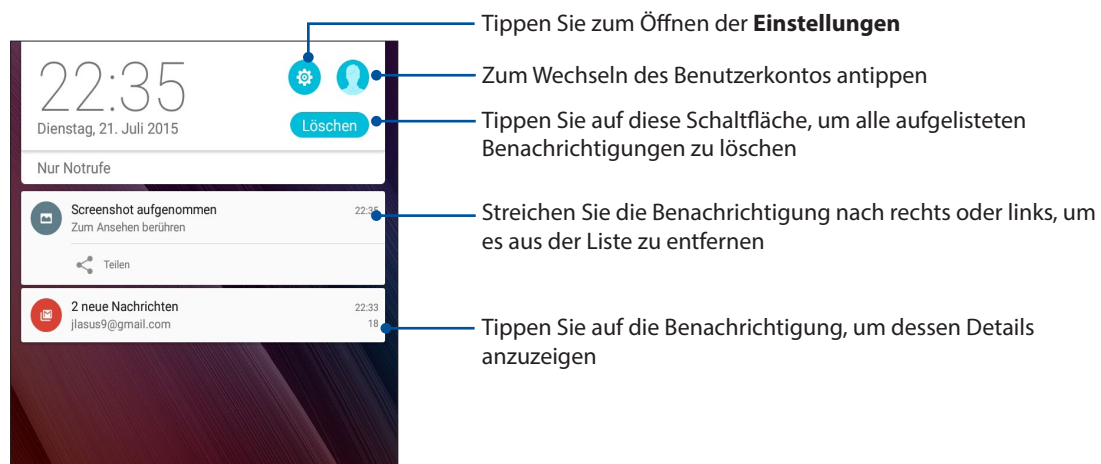 Tippen Sie zum Öffnen der Einstellungen
22:35
Zum Wechseln des Benutzerkontos antippen
Dienstag, 21. Juli 2015
Löschen
Tippen Sie auf diese Schaltfläche, um alle aufgelisteten
Benachrichtigungen zu löschen
Nur Notrufe
Screenshot aufgenommen
22:35
Zum Ansehen berühren
Streichen Sie die Benachrichtigung nach rechts oder links, um
es aus der Liste zu entfernen
Teilen
2 neue Nachrichten
22:33
jlasus9@gmail.com
18
Tippen Sie auf die Benachrichtigung, um dessen Details
anzuzeigen